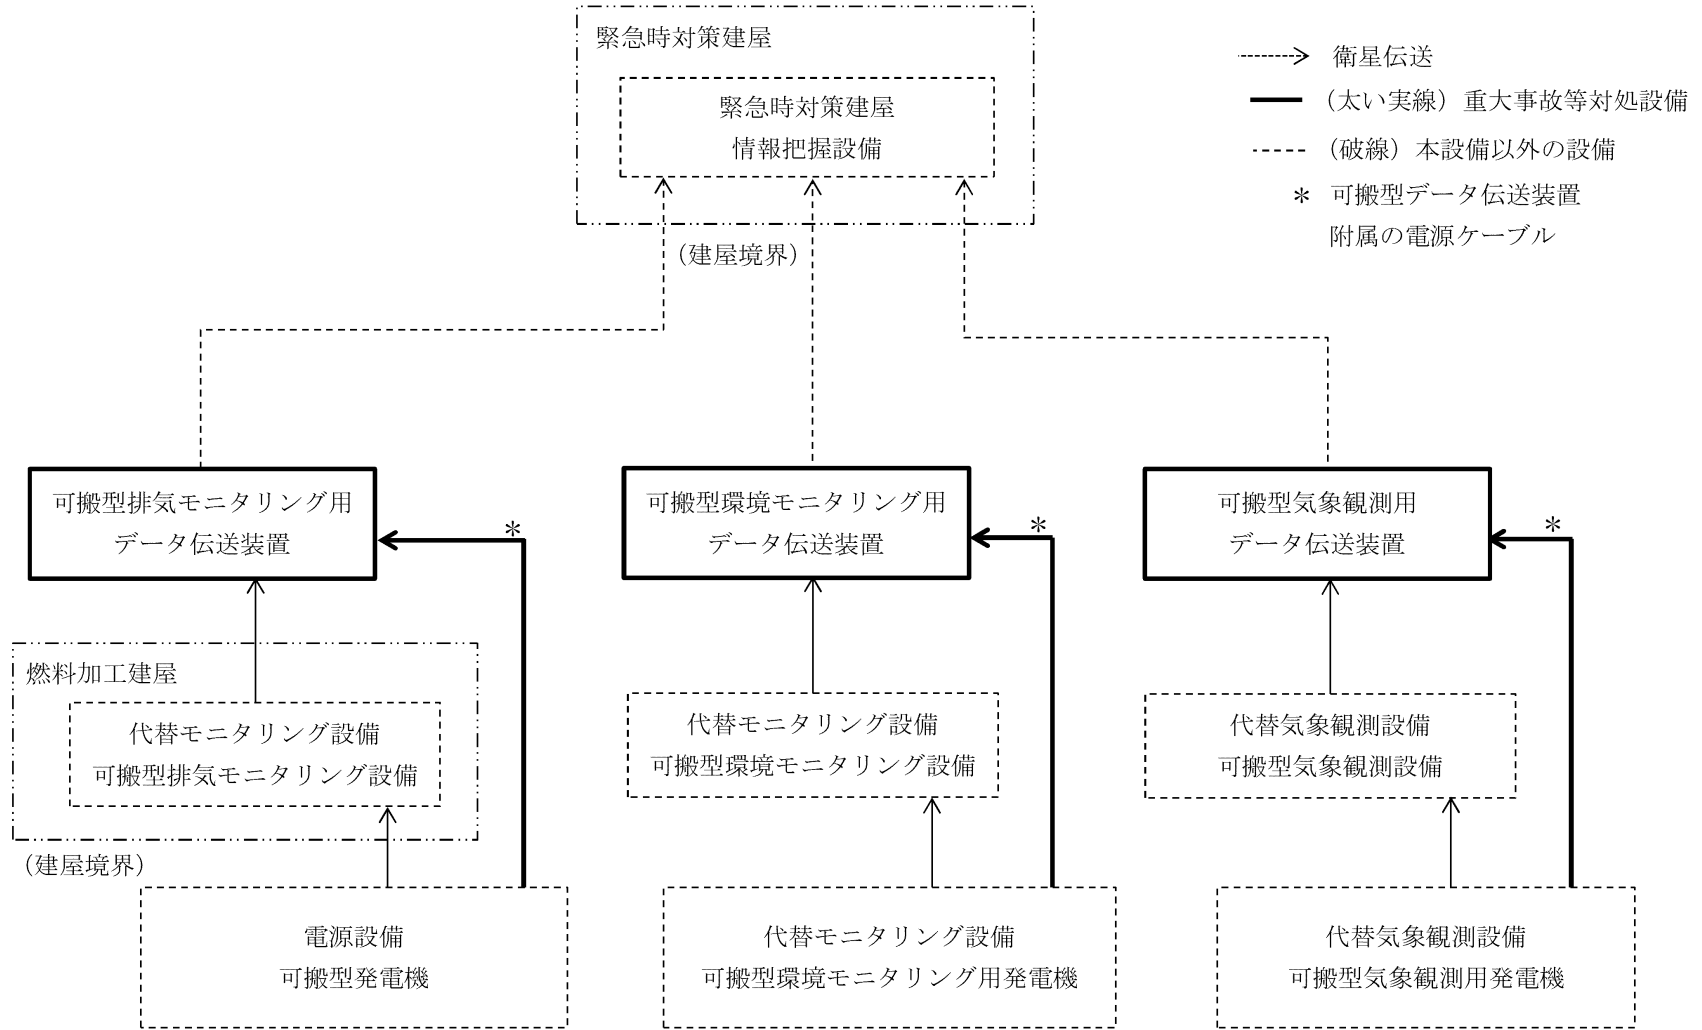 緊急時対策建屋
緊急時対策建屋
情報把握設備
(建屋境界)
衛星伝送
(太い実線)重大事故等対処設備
(破線)本設備以外の設備
* 可搬型データ伝送装置
附属の電源ケーブル
可搬型排気モニタリング用
データ伝送装置
*
可搬型環境モニタリング用
データ伝送装置
*
可搬型気象観測用
データ伝送装置
*
燃料加工建屋
代替モニタリング設備
可搬型排気モニタリング設備
(建屋境界)
代替モニタリング設備
可搬型環境モニタリング設備
代替気象観測設備
可搬型気象観測設備
電源設備
可搬型発電機
代替モニタリング設備
可搬型環境モニタリング用発電機
代替気象観測設備
可搬型気象観測用発電機